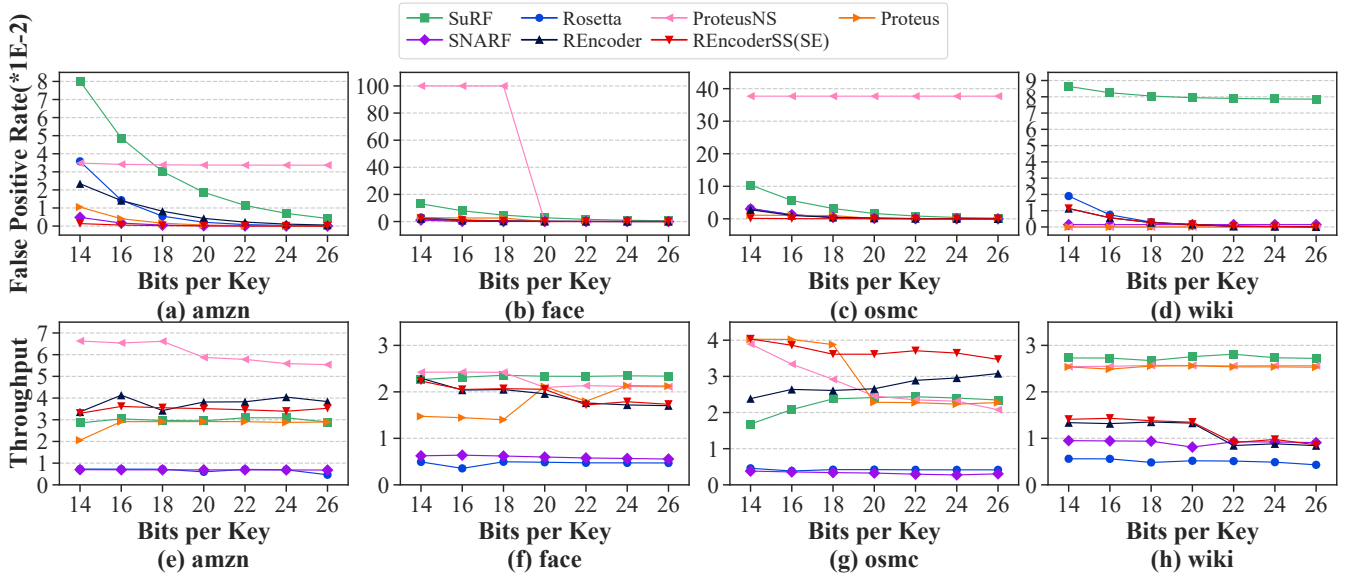 SuRF Rosetta ProteusNS Proteus
SNARF REncoder REncoderSS(SE)
False Positive Rate(*1E-2)
0 1 2 3 4 5 6 7 8
14 16 18 20 22 24 26
Bits per Key
(a) amzn
0 20 40 60 80 100
14 16 18 20 22 24 26
Bits per Key
(b) face
0 10 20 30 40
14 16 18 20 22 24 26
Bits per Key
(c) osmc
0 1 2 3 4 5 6 7 8 9
14 16 18 20 22 24 26
Bits per Key
(d) wiki
Throughput
0 1 2 3 4 5 6 7
14 16 18 20 22 24 26
Bits per Key
(e) amzn
0 1 2 3
14 16 18 20 22 24 26
Bits per Key
(f) face
0 1 2 3 4
14 16 18 20 22 24 26
Bits per Key
(g) osmc
0 1 2 3
14 16 18 20 22 24 26
Bits per Key
(h) wiki